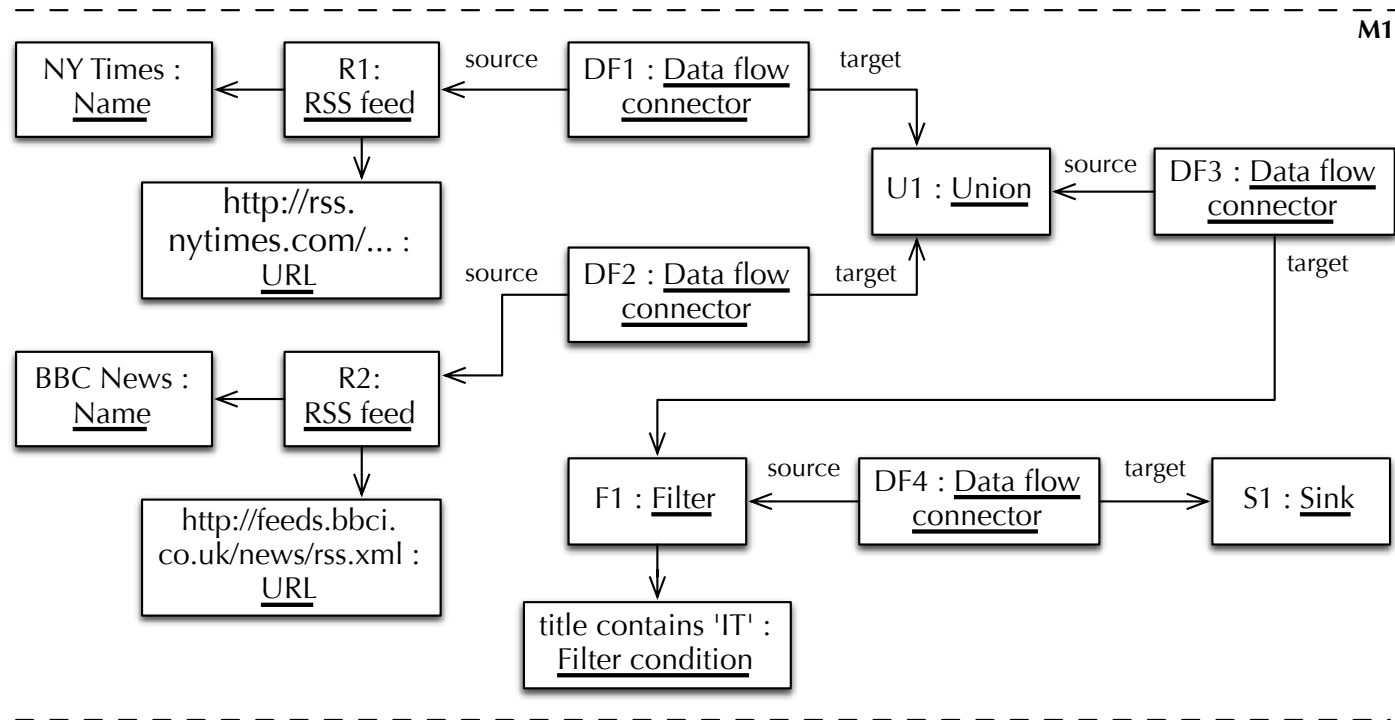 M1
NY Times :
Name
R1:
RSS feed
source
DF1 : Data flow
connector
target
http://rss.
nytimes.com/... :
URL
U1 : Union
source
DF3 : Data flow
connector
target
source
DF2 : Data flow
connector
target
BBC News :
Name
R2:
RSS feed
http://feeds.bbci.
co.uk/news/rss.xml :
URL
F1 : Filter
source
DF4 : Data flow
connector
target
S1 : Sink
title contains 'IT' :
Filter condition